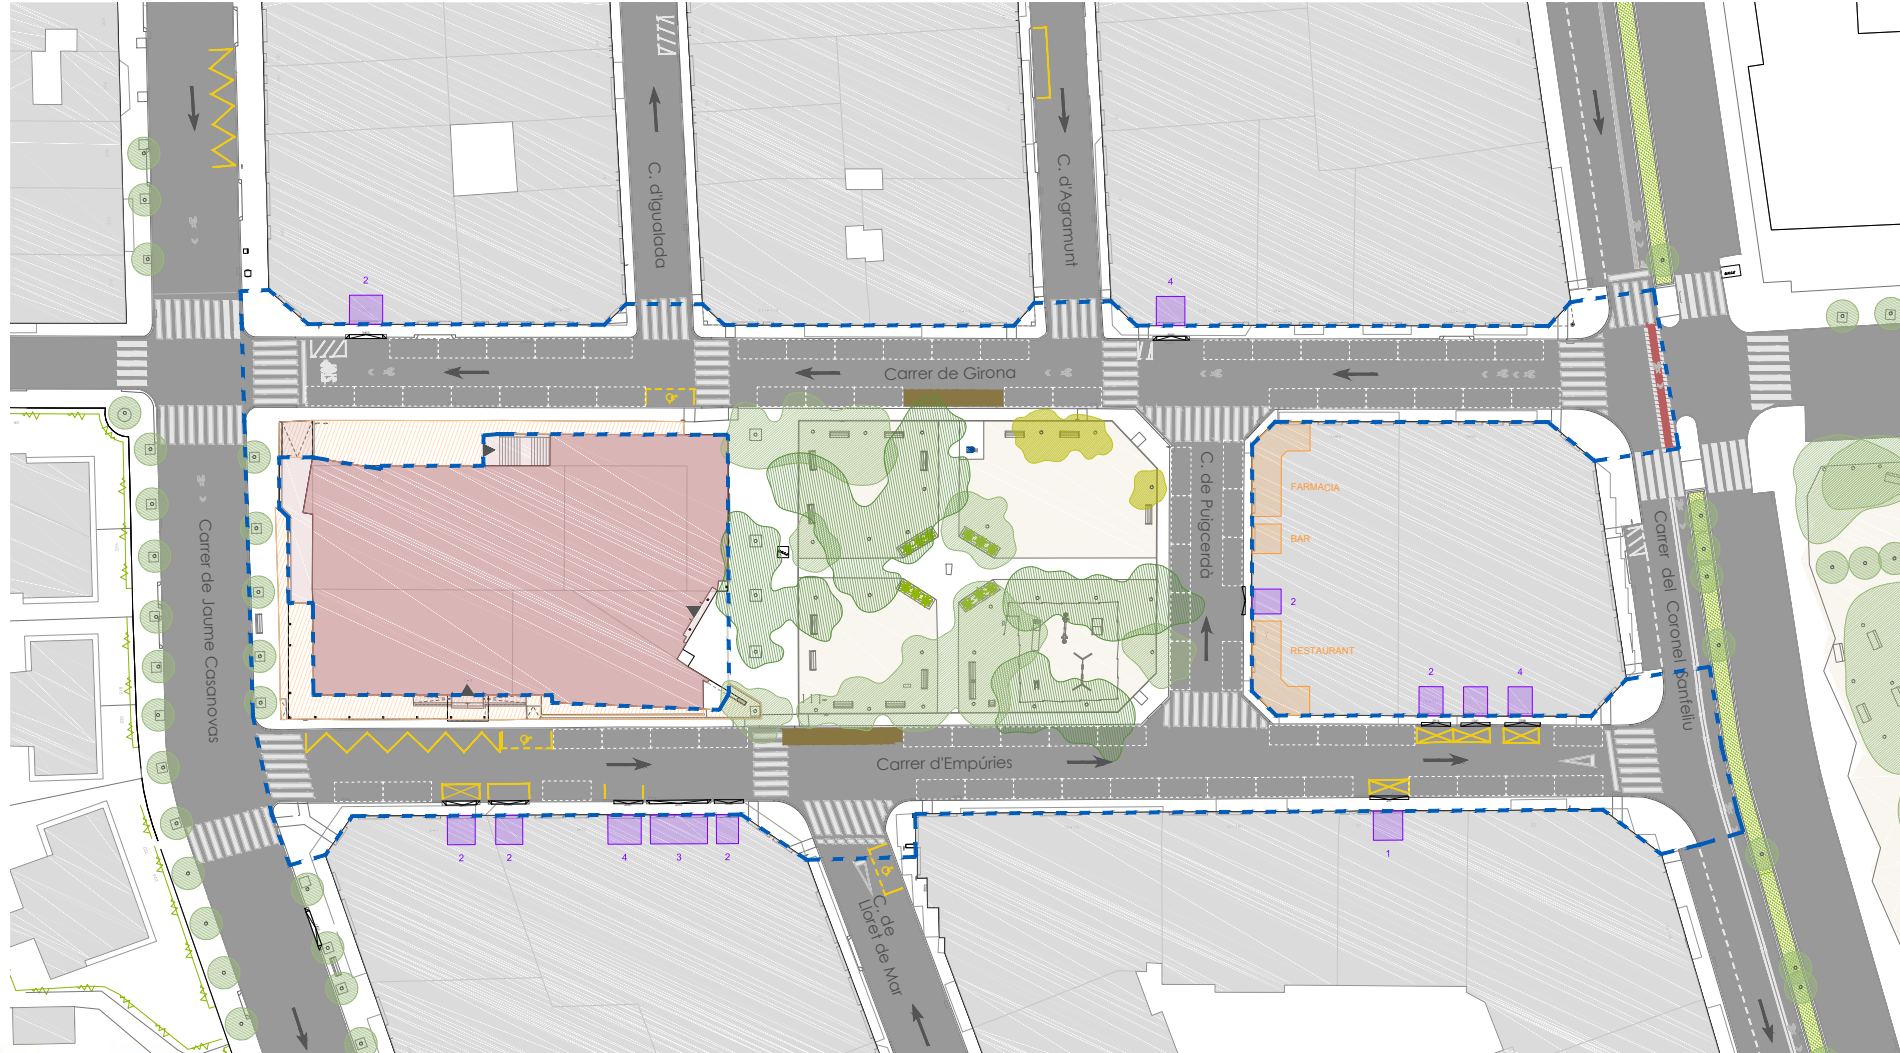 C. d'Igualada
C. d'Agramunt
2
4
Carrer de Girona
Carrer de Jaume Casanovas
C. de Puigcerdà
FARMACIA
BAR
2
RESTAURANT
Carrer del Coronel Sanfeliu
2
4
Carrer d'Empúries
2
2
4
3
2
1
C. de
Lloret de Mar